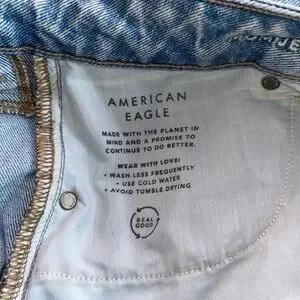 AMERICAN
EAGLE
MADE WITH THE PLANET IN
MIND AND A PROMISE TO
CONTINUE TO DO BETTER.
WEAR WITH LOVE:
• WASH LESS FREQUENTLY
• USE COLD WATER
• AVOID TUMBLE DRYING
REAL
GOOD.